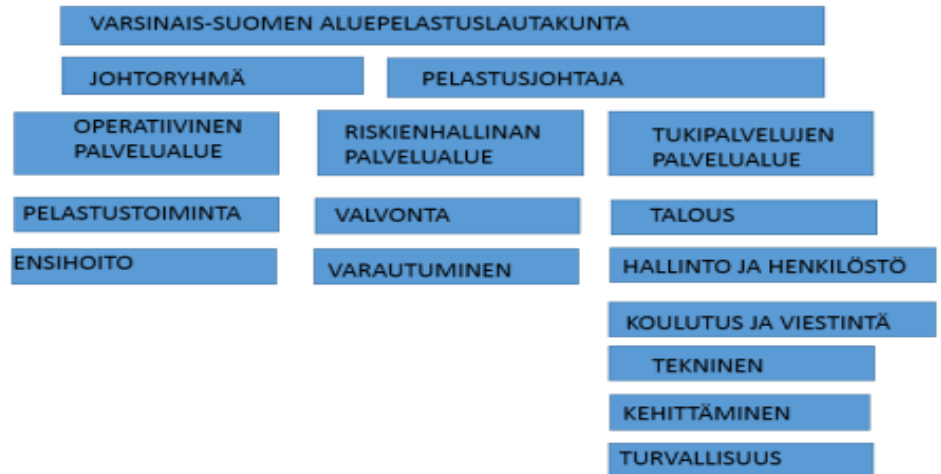 VARSINAIS-SUOMEN ALUEPELASTUSLAUTAKUNTA
JOHTORYHMÄ
PELASTUSJOHTAJA
OPERATIIVINEN
PALVELUALUE
RISKIENHALLINAN
PALVELUALUE
TUKIPALVELUJEN
PALVELUALUE
PELASTUSTOIMINTA
VALVONTA
TALOUS
ENSIHOITO
VARAUTUMINEN
HALLINTO JA HENKILÖSTÖ
KOULUTUS JA VIESTINTÄ
TEKNINEN
KEHITTÄMINEN
TURVALLISUUS